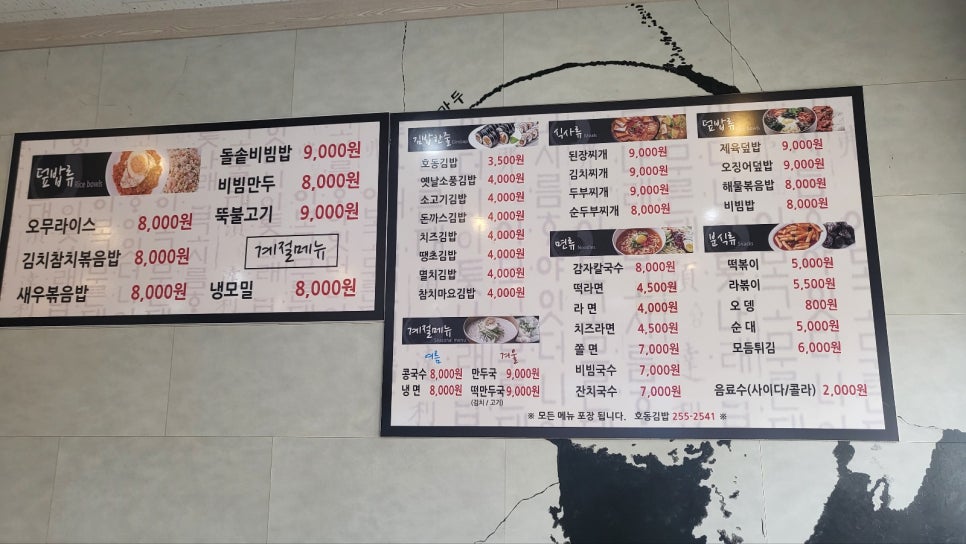 덮밥류 Rice bowls
오무라이스 8,000원
김치참치볶음밥 8,000원
새우볶음밥 8,000원
돌솥비빔밥 9,000원
비빔만두 8,000원
뚝불고기 9,000원
계절메뉴
냉모밀 8,000원
만두
김밥한줄
호동김밥 3,500원
옛날소풍김밥 4,000원
소고기김밥 4,000원
돈까스김밥 4,000원
치즈김밥 4,000원
땡초김밥 4,000원
멸치김밥 4,000원
참치마요김밥 4,000원
계절메뉴 Seasonal menu
여름
콩국수 8,000원
냉 면 8,000원
겨울
만두국 9,000원
떡만두국 9,000원
(김치 / 고기)
식사류 Meals
된장찌개 9,000원
김치찌개 9,000원
두부찌개 9,000원
순두부찌개 8,000원
면류 Noodles
감자칼국수 8,000원
떡라면 4,500원
라 면 4,000원
치즈라면 4,500원
쫄 면 7,000원
비빔국수 7,000원
잔치국수 7,000원
덮밥류
제육덮밥 9,000원
오징어덮밥 9,000원
해물볶음밥 8,000원
비빔밥 8,000원
분식류 Snacks
떡볶이 5,000원
라볶이 5,500원
오 뎅 800원
순 대 5,000원
모듬튀김 6,000원
음료수(사이다/콜라) 2,000원
※ 모든 메뉴 포장 됩니다. 호동김밥 255-2541 ※